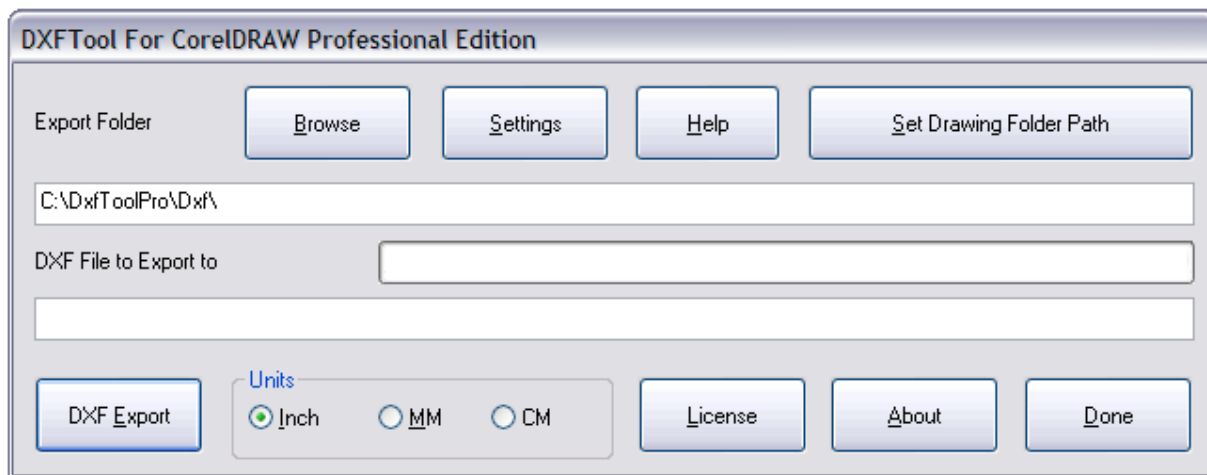 DXFTool For CorelDRAW Professional Edition
Export Folder Browse Settings Help Set Drawing Folder Path
C:\DxfToolPro\Dxf\
DXF File to Export to
Units
DXF Export Inch MM CM License About Done